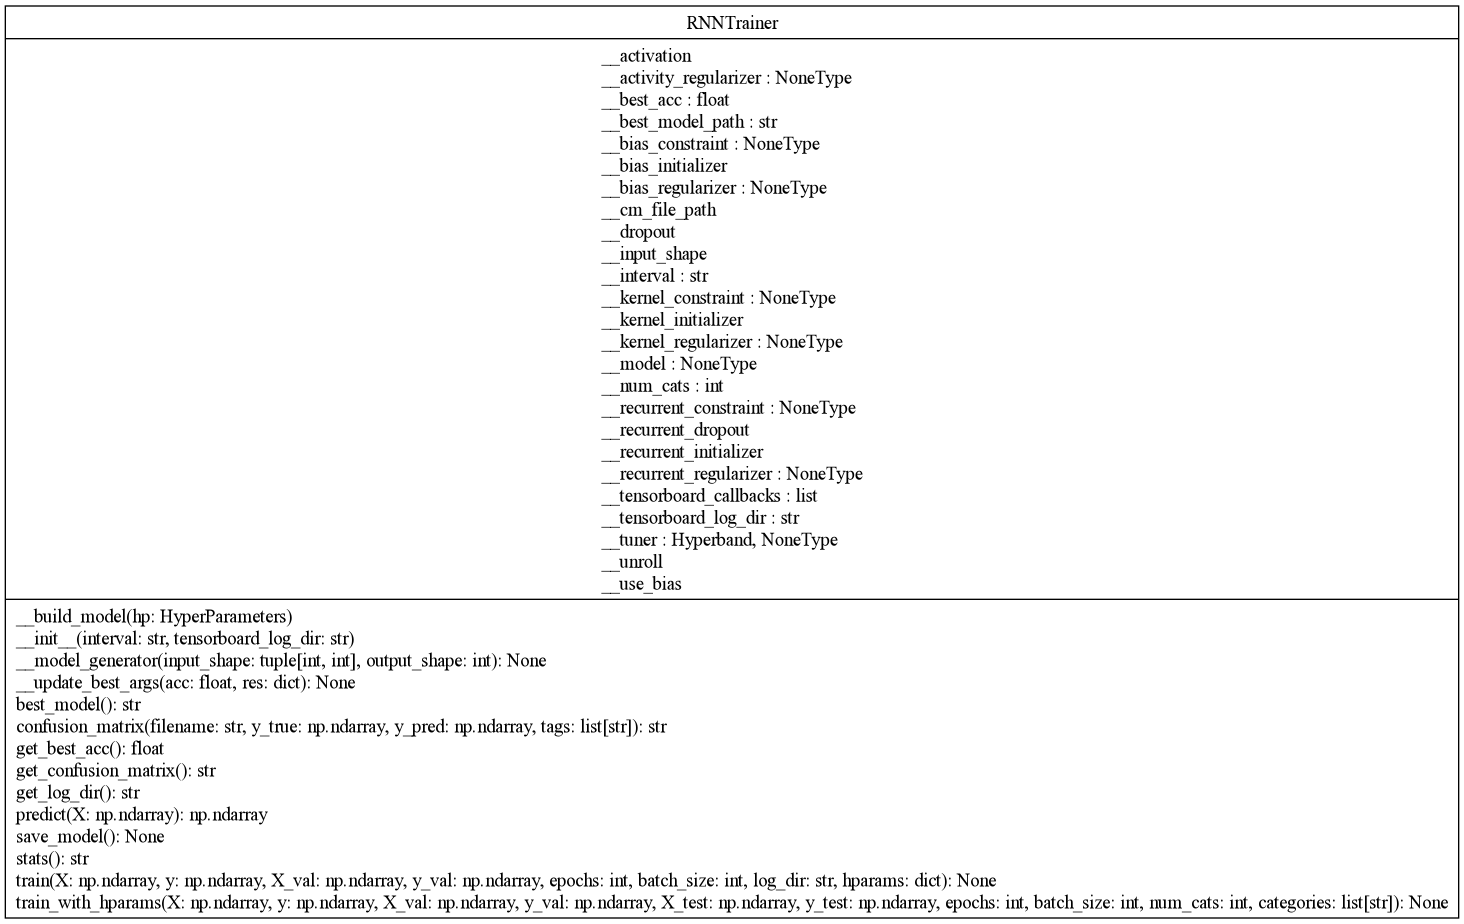 RNNTrainer
__activation
__activity_regularizer : NoneType
__best_acc : float
__best_model_path : str
__bias_constraint : NoneType
__bias_initializer
__bias_regularizer : NoneType
__cm_file_path
__dropout
__input_shape
__interval : str
__kernel_constraint : NoneType
__kernel_initializer
__kernel_regularizer : NoneType
__model : NoneType
__num_cats : int
__recurrent_constraint : NoneType
__recurrent_dropout
__recurrent_initializer
__recurrent_regularizer : NoneType
__tensorboard_callbacks : list
__tensorboard_log_dir : str
__tuner : Hyperband, NoneType
__unroll
__use_bias
__build_model(hp: HyperParameters)
__init__(interval: str, tensorboard_log_dir: str)
__model_generator(input_shape: tuple[int, int], output_shape: int): None
__update_best_args(acc: float, res: dict): None
best_model(): str
confusion_matrix(filename: str, y_true: np.ndarray, y_pred: np.ndarray, tags: list[str]): str
get_best_acc(): float
get_confusion_matrix(): str
get_log_dir(): str
predict(X: np.ndarray): np.ndarray
save_model(): None
stats(): str
train(X: np.ndarray, y: np.ndarray, X_val: np.ndarray, y_val: np.ndarray, epochs: int, batch_size: int, log_dir: str, hparams: dict): None
train_with_hparams(X: np.ndarray, y: np.ndarray, X_val: np.ndarray, y_val: np.ndarray, X_test: np.ndarray, y_test: np.ndarray, epochs: int, batch_size: int, num_cats: int, categories: list[str]): None